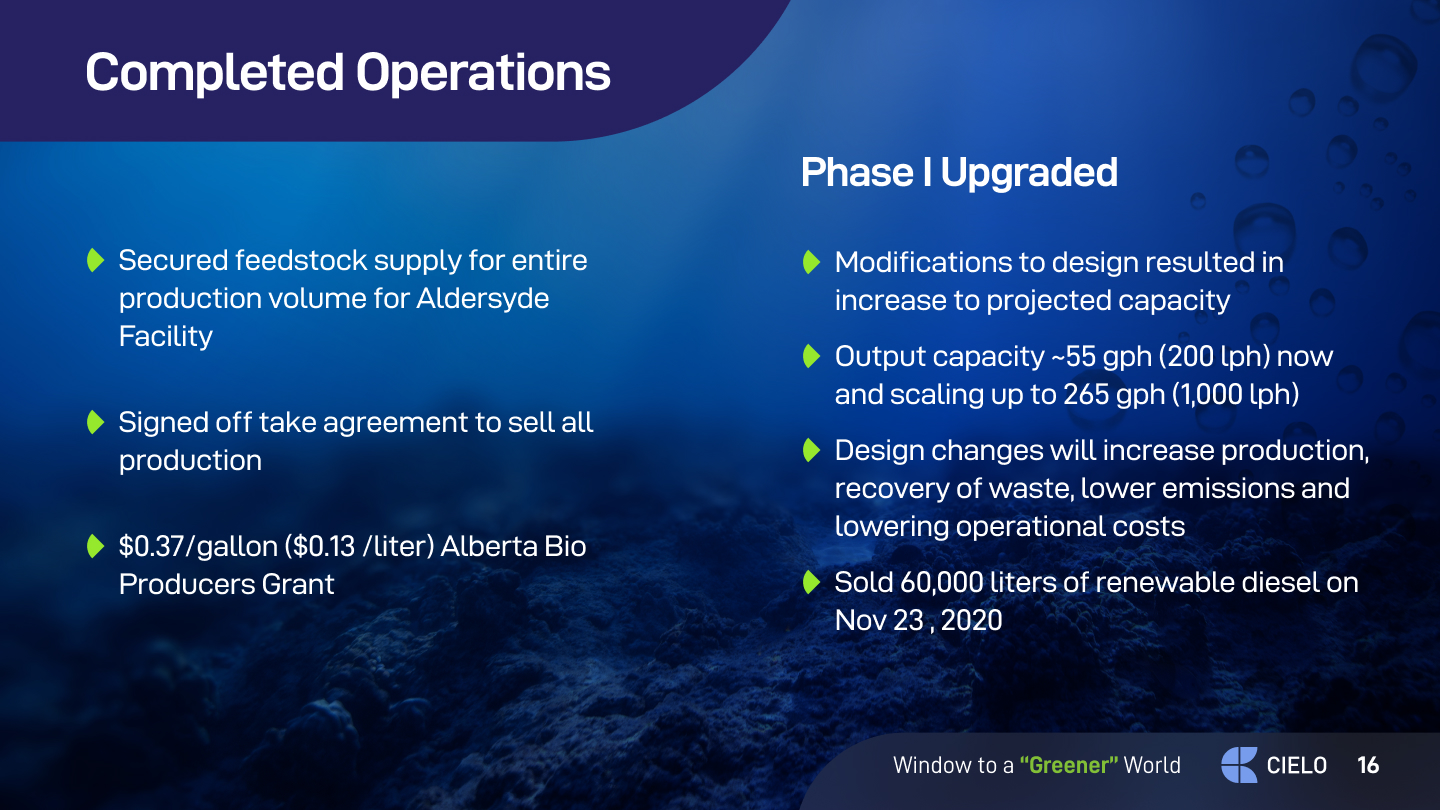 Completed Operations
Secured feedstock supply for entire
production volume for Aldersyde
Facility
Signed off take agreement to sell all
production
$0.37/gallon ($0.13 /liter) Alberta Bio
Producers Grant
Phase I Upgraded
Modifications to design resulted in
increase to projected capacity
Output capacity ~55 gph (200 lph) now
and scaling up to 265 gph (1,000 lph)
Design changes will increase production,
recovery of waste, lower emissions and
lowering operational costs
Sold 60,000 liters of renewable diesel on
Nov 23 , 2020
Window to a “Greener” World CIELO 16